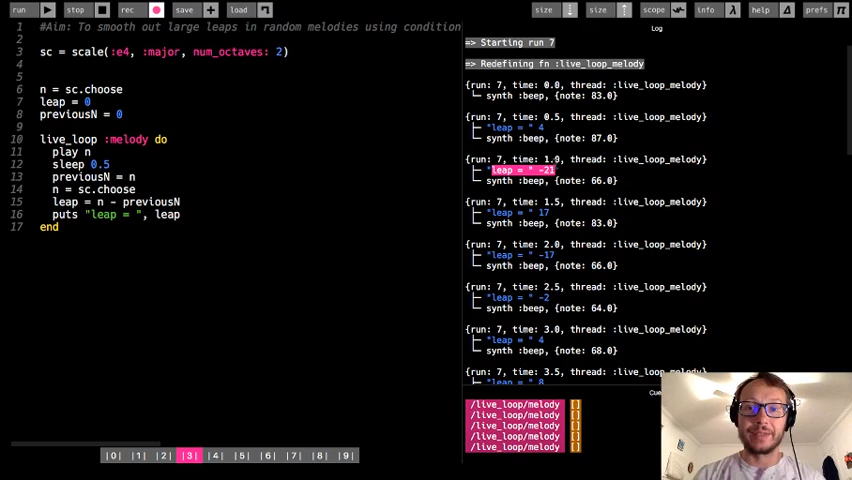 run
stop
rec
save
+
load
size
size
scope
info
λ
help
Δ
prefs
π
1 #Aim: To smooth out large leaps in random melodies using condition
2
3 sc = scale(:e4, :major, num_octaves: 2)
4
5
6 n = sc.choose
7 leap = 0
8 previousN = 0
9
10 live_loop :melody do
11 play n
12 sleep 0.5
13 previousN = n
14 n = sc.choose
15 leap = n - previousN
16 puts "leap = ", leap
17 end
|0| |1| |2| |3| |4| |5| |6| |7| |8| |9|
Log
=> Starting run 7
=> Redefining fn :live_loop_melody
{run: 7, time: 0.0, thread: :live_loop_melody}
└─ synth :beep, {note: 83.0}
{run: 7, time: 0.5, thread: :live_loop_melody}
├─ "leap = " 4
└─ synth :beep, {note: 87.0}
{run: 7, time: 1.0, thread: :live_loop_melody}
├─ "leap = " -21
└─ synth :beep, {note: 66.0}
{run: 7, time: 1.5, thread: :live_loop_melody}
├─ "leap = " 17
└─ synth :beep, {note: 83.0}
{run: 7, time: 2.0, thread: :live_loop_melody}
├─ "leap = " -17
└─ synth :beep, {note: 66.0}
{run: 7, time: 2.5, thread: :live_loop_melody}
├─ "leap = " -2
└─ synth :beep, {note: 64.0}
{run: 7, time: 3.0, thread: :live_loop_melody}
├─ "leap = " 4
└─ synth :beep, {note: 68.0}
{run: 7, time: 3.5, thread: :live_loop_melody}
├─ "leap = " 8
/live_loop/melody []
/live_loop/melody []
/live_loop/melody []
/live_loop/melody []
/live_loop/melody []